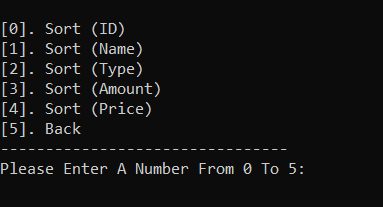 [0]. Sort (ID)
[1]. Sort (Name)
[2]. Sort (Type)
[3]. Sort (Amount)
[4]. Sort (Price)
[5]. Back
--------------------------------
Please Enter A Number From 0 To 5: